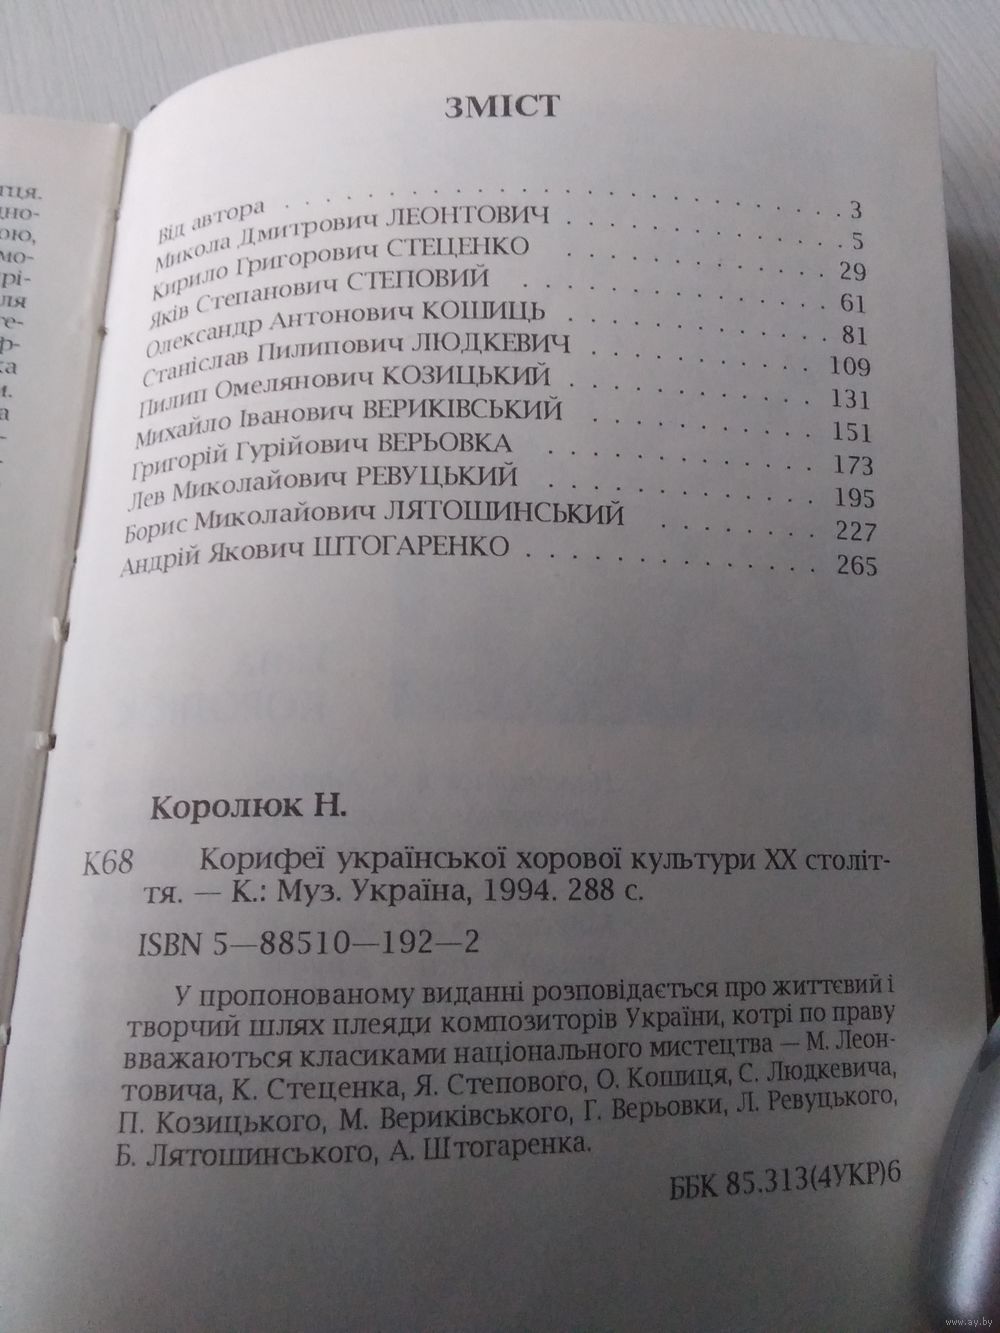 ЗМІСТ
Від автора . . . . . . . . . . . . . . . . . . . . . . 3
Микола Дмитрович ЛЕОНТОВИЧ . . . . . . . . . . . 5
Кирило Григорович СТЕЦЕНКО . . . . . . . . . . . 29
Яків Степанович СТЕПОВИЙ . . . . . . . . . . . . . 61
Олександр Антонович КОШИЦЬ . . . . . . . . . . . 81
Станіслав Пилипович ЛЮДКЕВИЧ . . . . . . . . . 109
Пилип Омелянович КОЗИЦЬКИЙ . . . . . . . . . . 131
Михайло Іванович ВЕРИКІВСЬКИЙ . . . . . . . . . 151
Григорій Гурійович ВЕРЬОВКА . . . . . . . . . . . 173
Лев Миколайович РЕВУЦЬКИЙ . . . . . . . . . . . 195
Борис Миколайович ЛЯТОШИНСЬКИЙ . . . . . . . 227
Андрій Якович ШТОГАРЕНКО . . . . . . . . . . . . 265
Королюк Н.
К68 Корифеї української хорової культури XX століт-
тя. — К.: Муз. Україна, 1994. 288 с.
ISBN 5—88510—192—2
У пропонованому виданні розповідається про життєвий і
творчий шлях плеяди композиторів України, котрі по праву
вважаються класиками національного мистецтва — М. Леон-
товича, К. Стеценка, Я. Степового, О. Кошиця, С. Людкевича,
П. Козицького, М. Вериківського, Г. Верьовки, Л. Ревуцького,
Б. Лятошинського, А. Штогаренка.
ББК 85.313(4УКР)6
www.ay.by